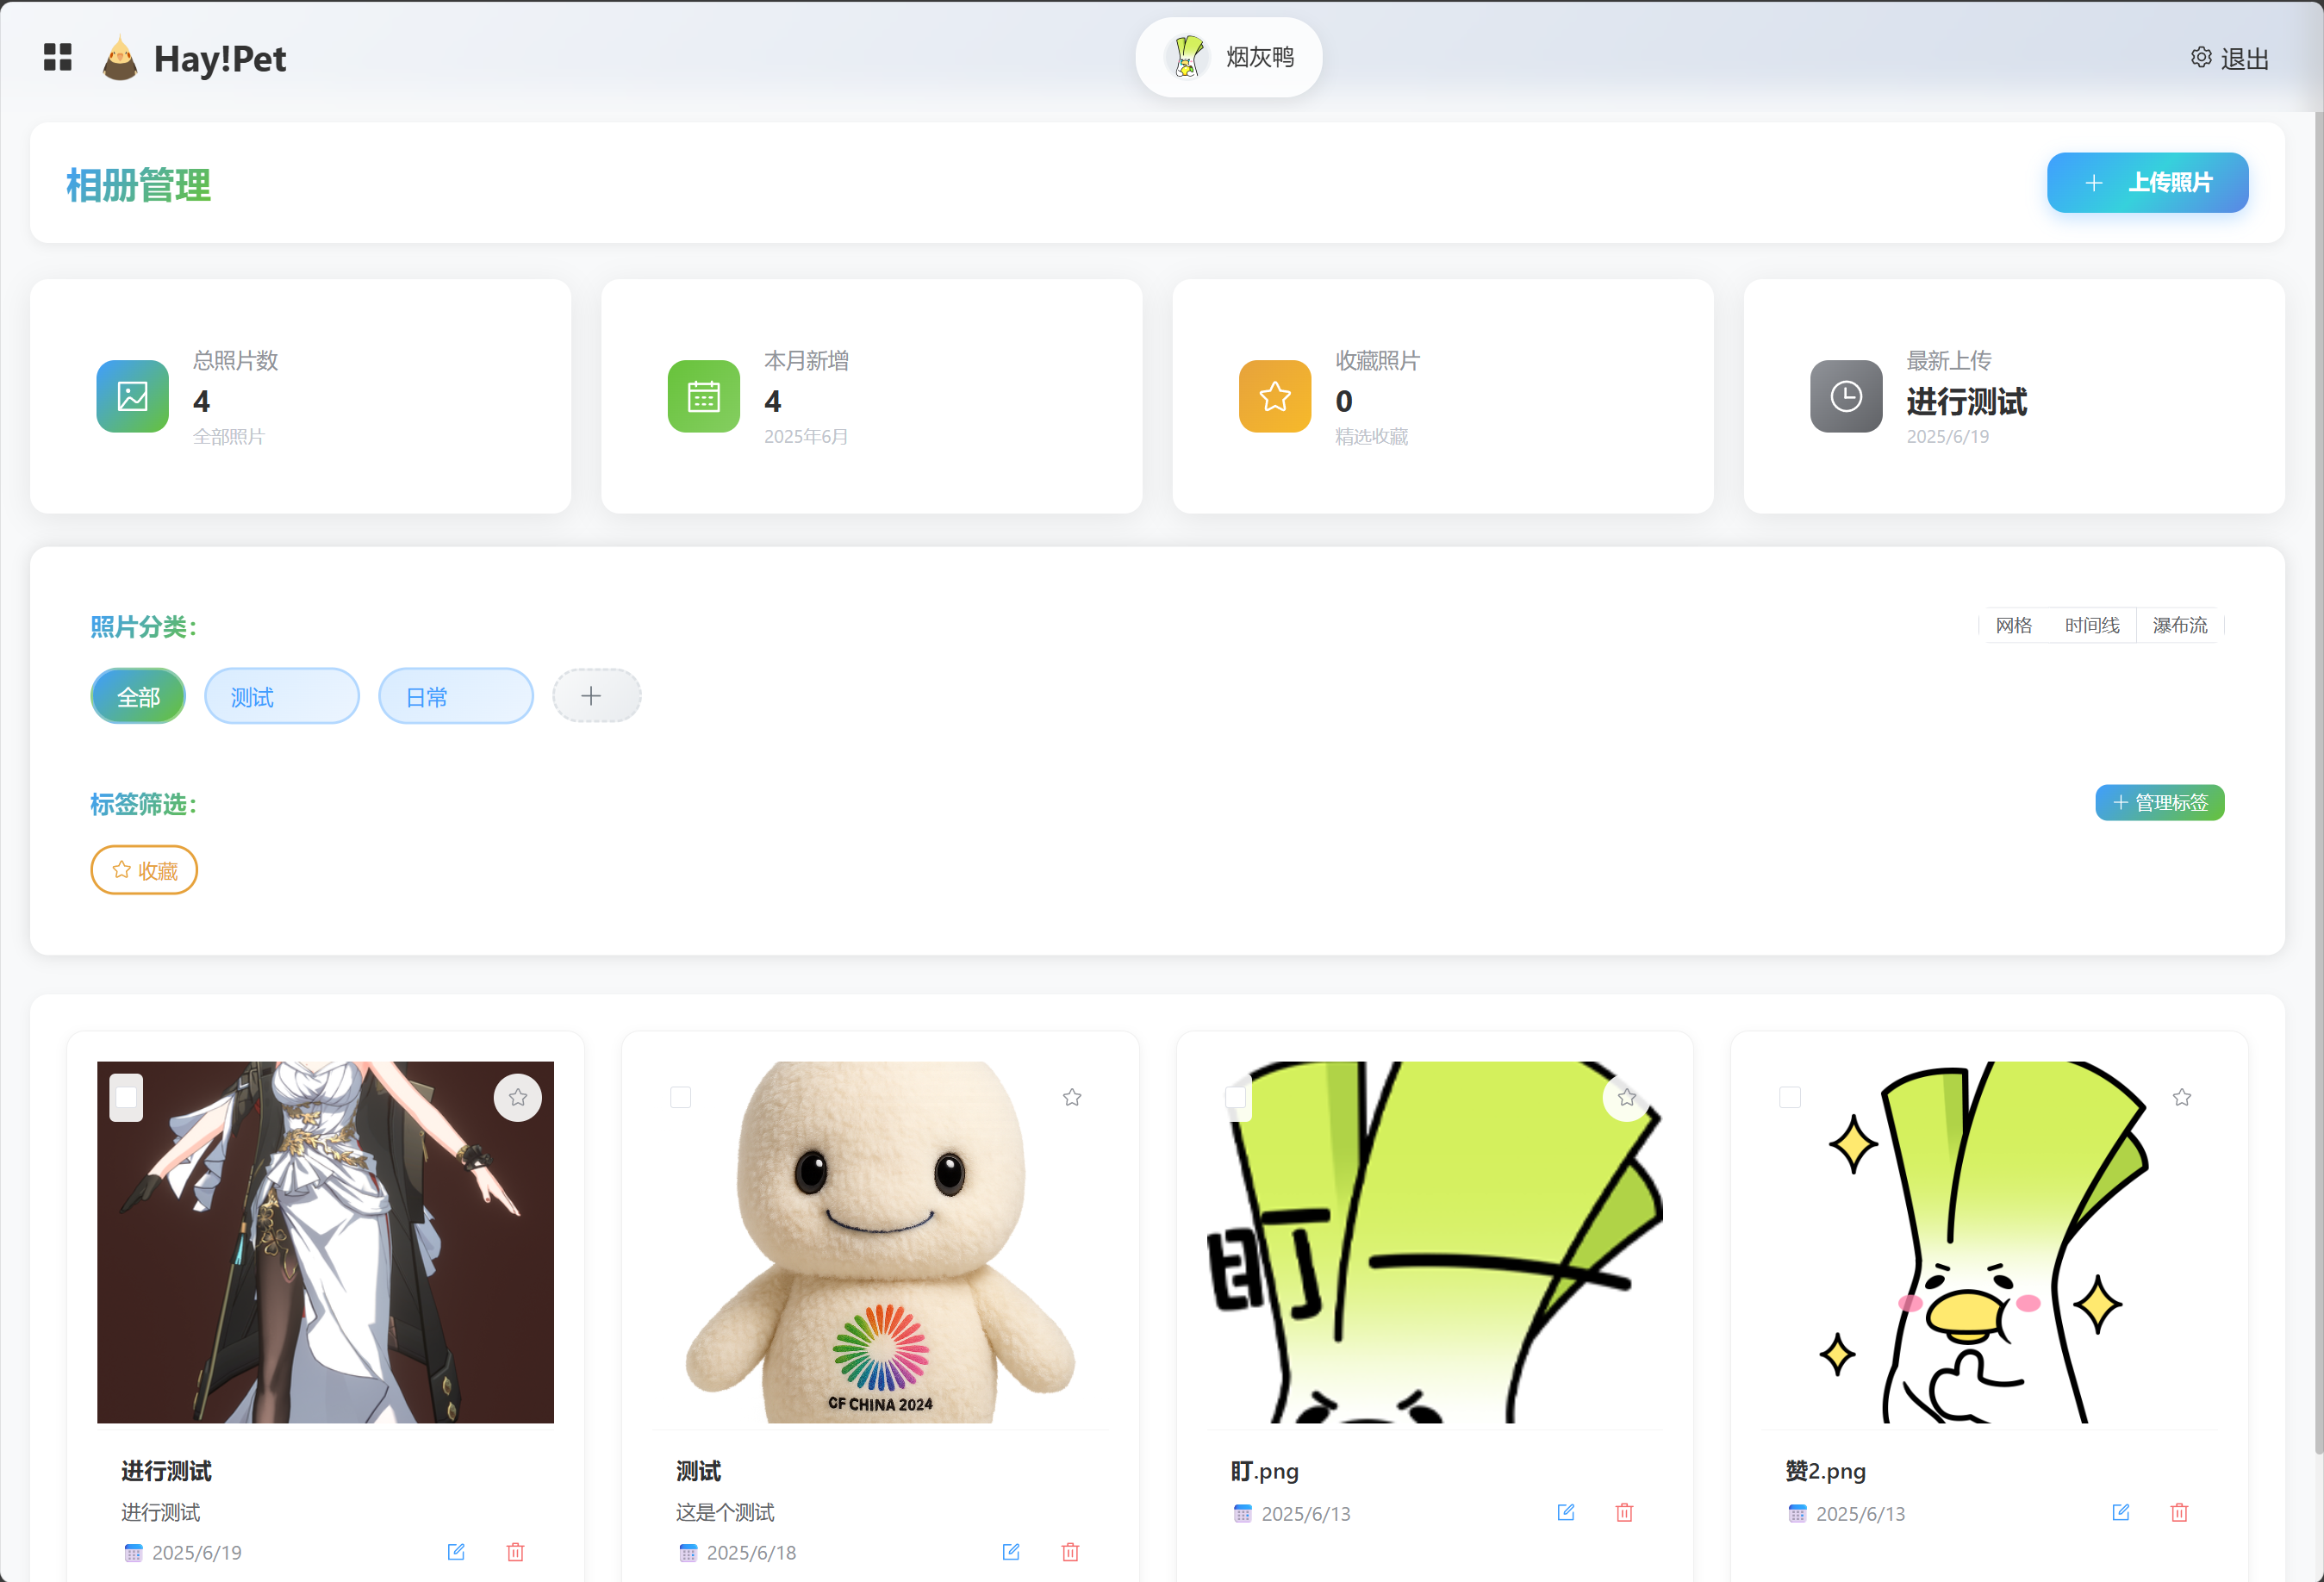 Hay!Pet
烟灰鸭
退出
相册管理
上传照片
总照片数
4
全部照片
本月新增
4
2025年6月
收藏照片
0
精选收藏
最新上传
进行测试
2025/6/19
照片分类：
网格 时间线 瀑布流
全部 测试 日常
标签筛选：
管理标签
收藏
盯
CF CHINA 2024
进行测试
进行测试
2025/6/19
测试
这是个测试
2025/6/18
盯.png
2025/6/13
赞2.png
2025/6/13